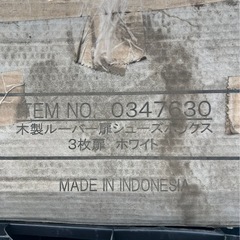 ITEM NO. 0347630
木製ルーバー扉シューズボックス
3枚扉 ホワイト
MADE IN INDONESIA